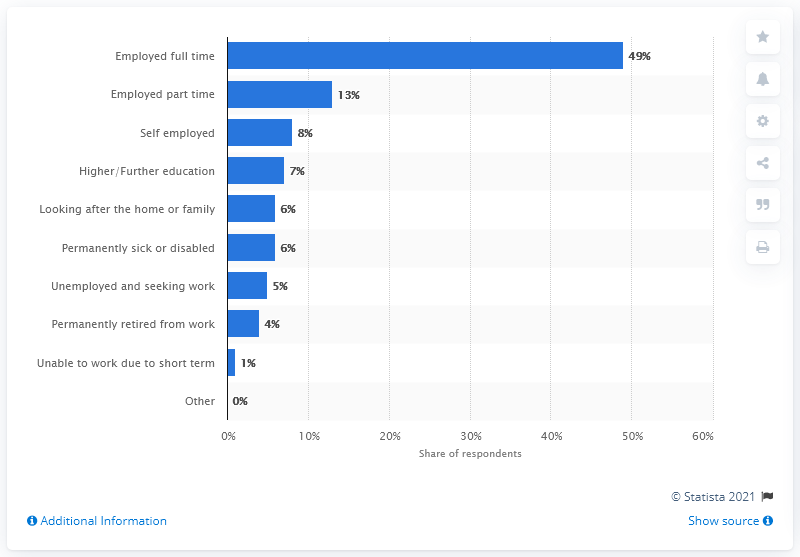 Employed full time 49%
Employed part time 13%
Self employed 8%
Higher/Further education 7%
Looking after the home or family 6%
Permanently sick or disabled 6%
Unemployed and seeking work 5%
Permanently retired from work 4%
Unable to work due to short term 1%
Other 0%
0% 10% 20% 30% 40% 50% 60%
Share of respondents
© Statista 2021
Additional Information Show source